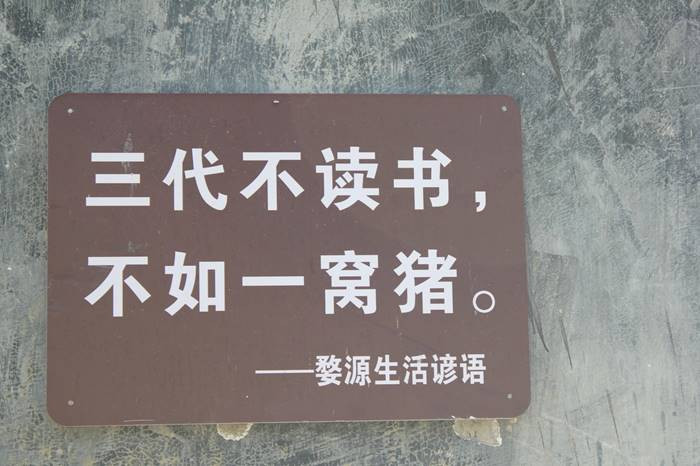 三代不读书，
不如一窝猪。
——婺源生活谚语